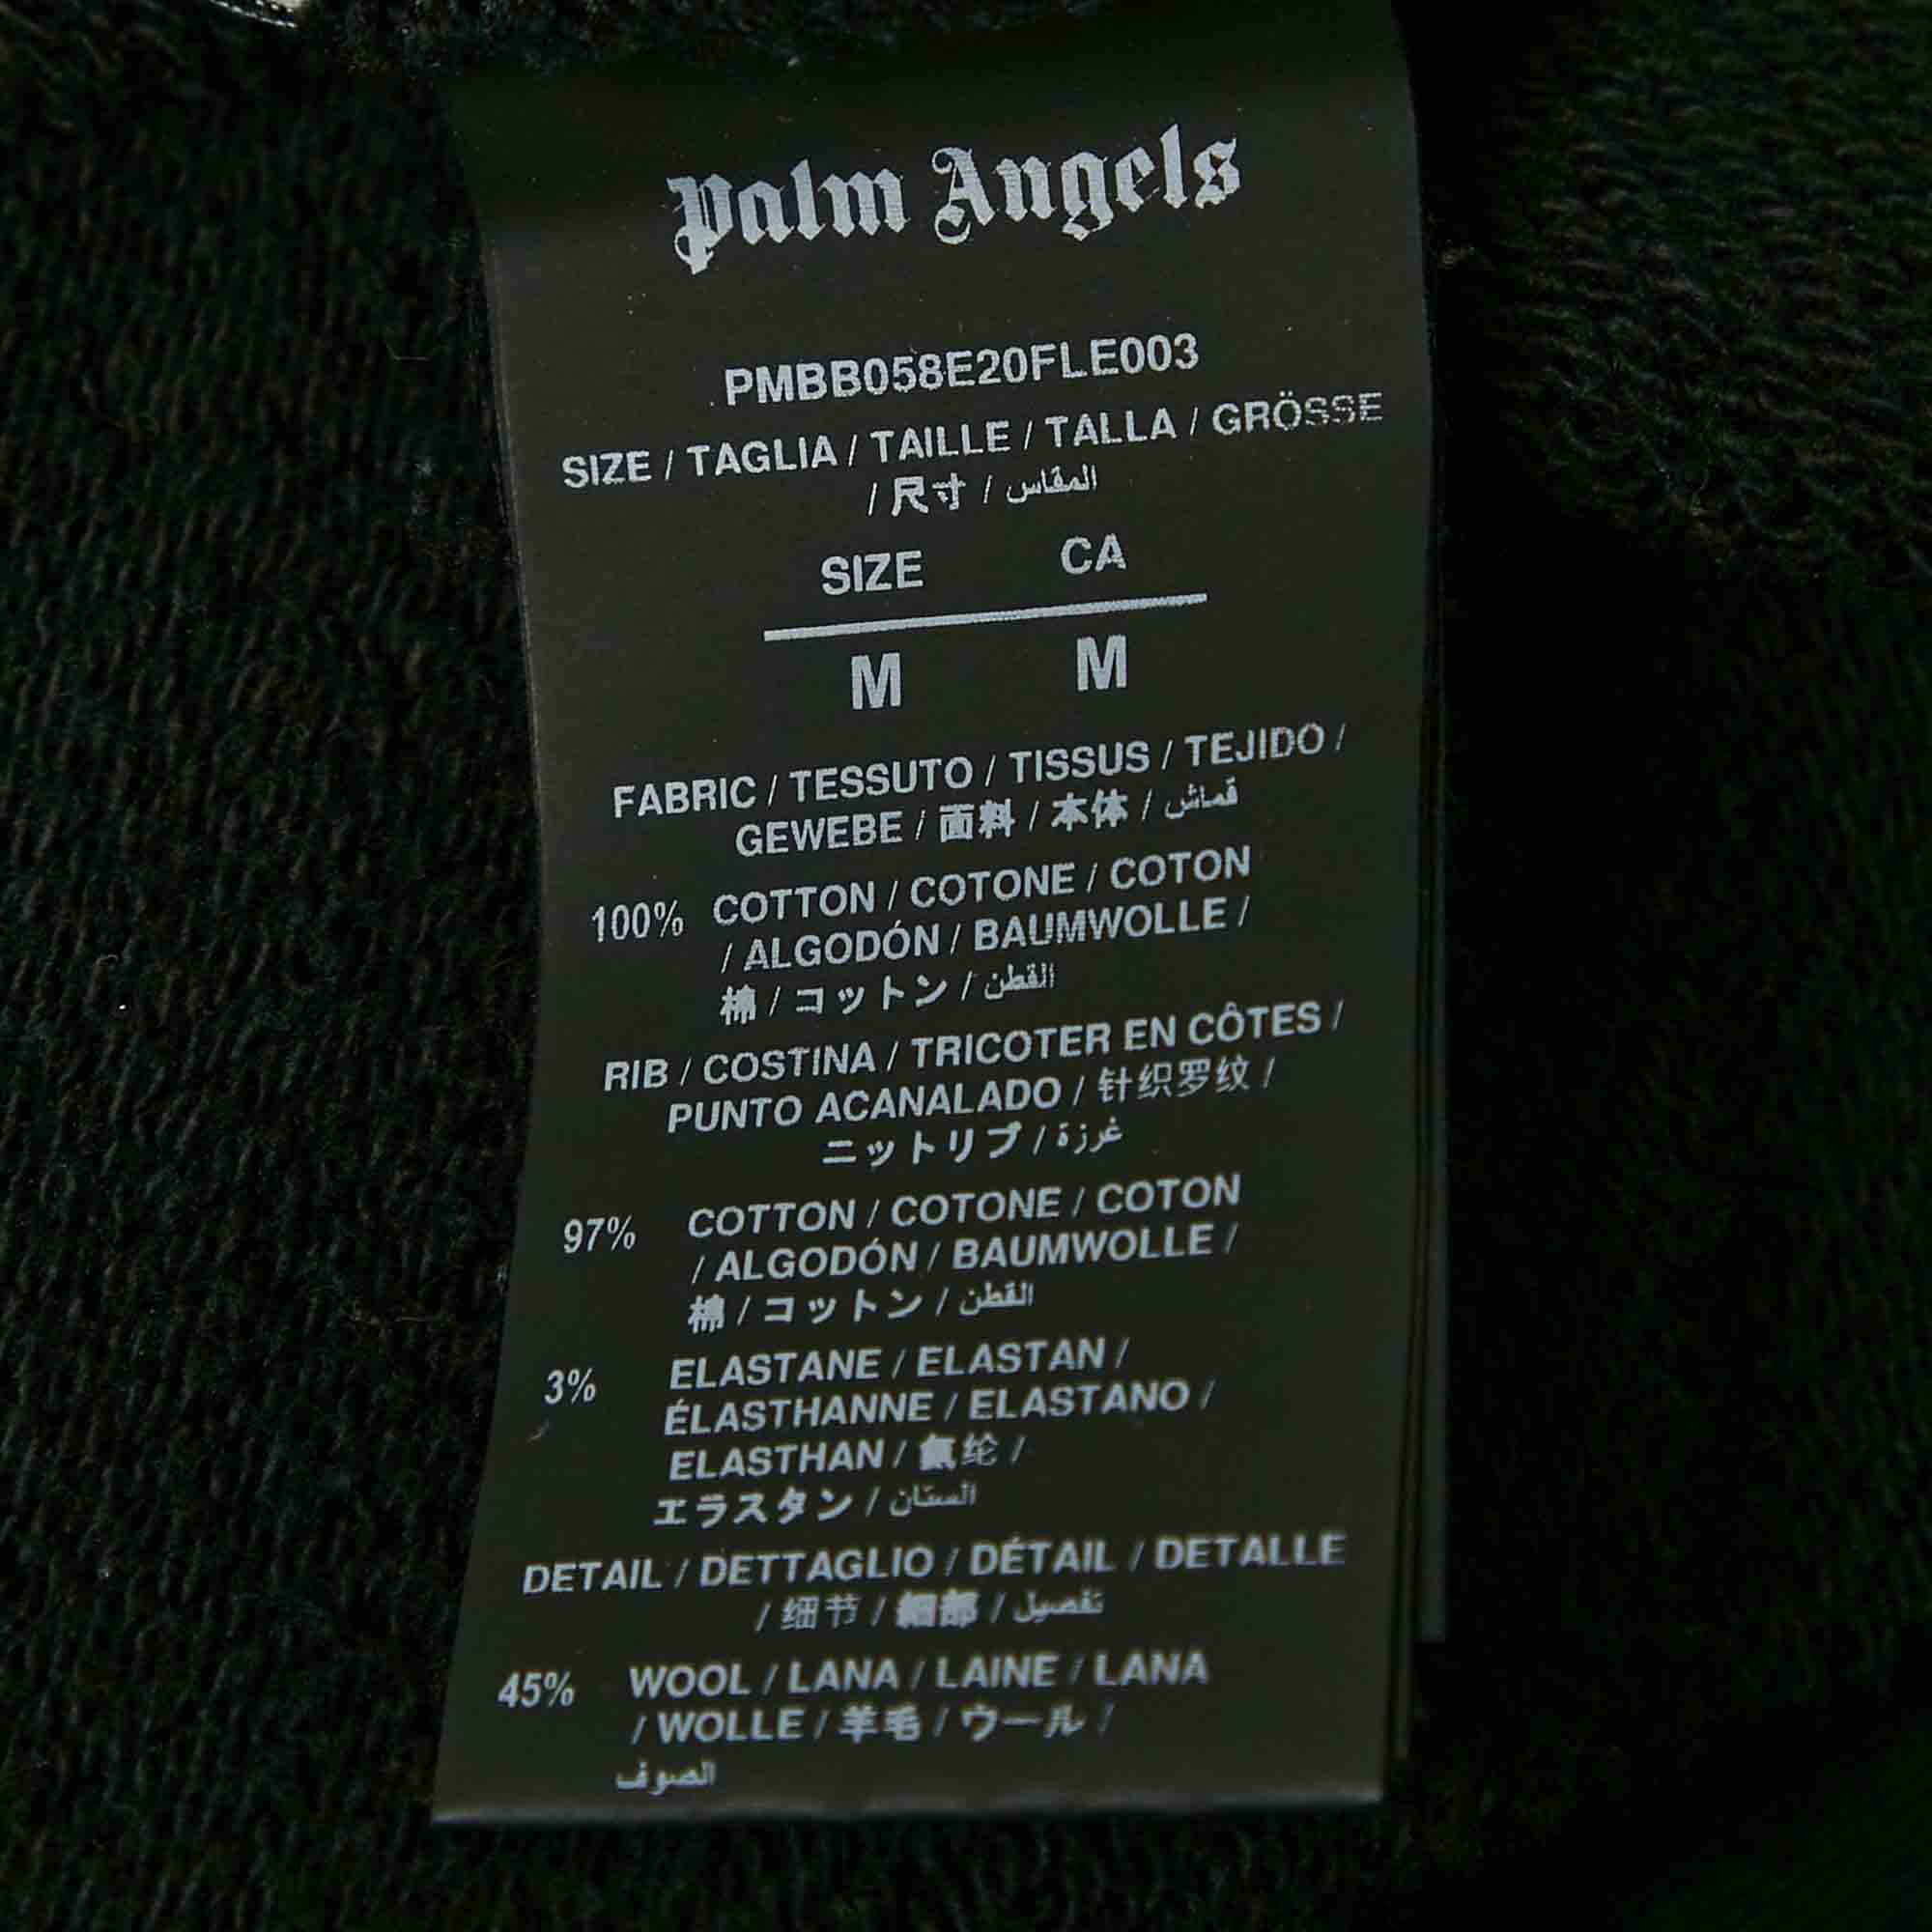 Palm Angels
PMBB058E20FLE003
SIZE / TAGLIA / TAILLE / TALLA / GRÖSSE
/ 尺寸 / المقاس
SIZE CA
M M
FABRIC / TESSUTO / TISSUS / TEJIDO /
GEWEBE / 面料 / 本体 / قماش
100% COTTON / COTONE / COTON
/ ALGODÓN / BAUMWOLLE /
棉 / コットン / القطن
RIB / COSTINA / TRICOTER EN CÔTES /
PUNTO ACANALADO / 针织罗纹 /
ニットリブ / غرزة
97% COTTON / COTONE / COTON
/ ALGODÓN / BAUMWOLLE /
棉 / コットン / القطن
3% ELASTANE / ELASTAN /
ÉLASTHANNE / ELASTANO /
ELASTHAN / 氨纶 /
エラスタン / الستان
DETAIL / DETTAGLIO / DÉTAIL / DETALLE
/ 细节 / 細部 / تفصيل
45% WOOL / LANA / LAINE / LANA
/ WOLLE / 羊毛 / ウール /
الصوف